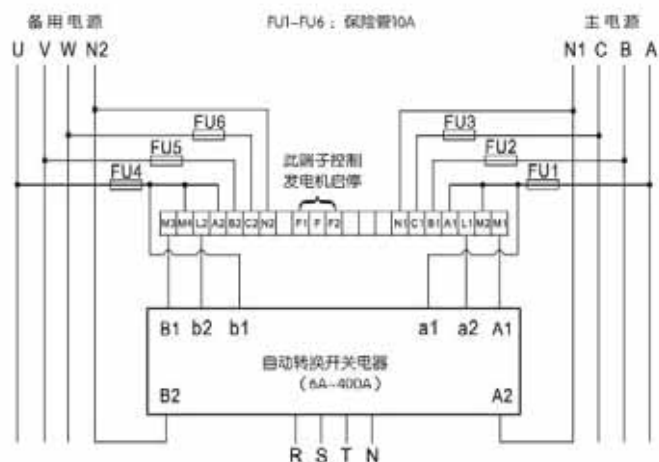 备用电源 FU1-FU6：保险管10A 主电源
U V W N2 N1 C B A
FU6 FU3
FU5 FU2
FU4 FU1
此端子控制
发电机启停
M3 M4 L2 A2 B2 C2 N2 F1 F F2 N1 C1 B1 A1 L1 M2 M1
B1 b2 b1 a1 a2 A1
自动转换开关电器
（6A-400A）
B2 A2
R S T N